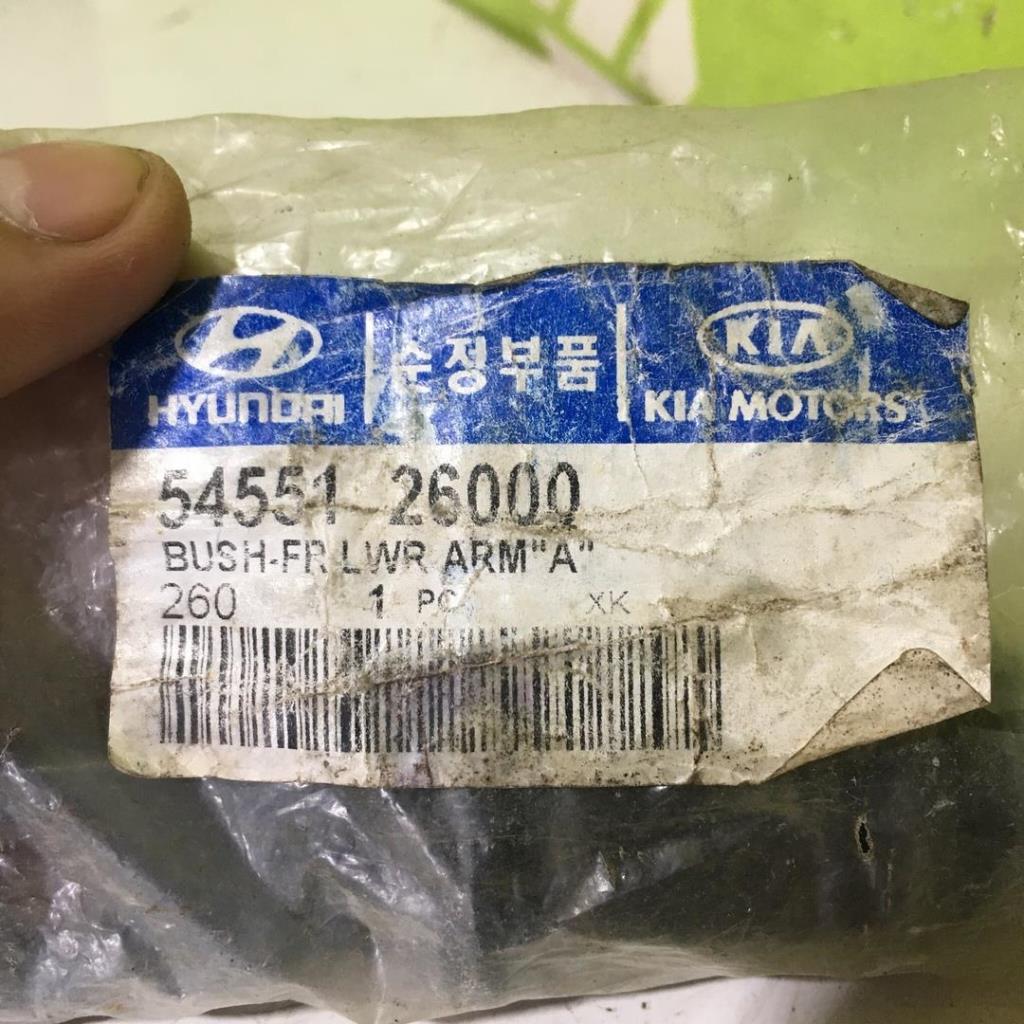 HYUNDAI
순정부품
KIA
KIA MOTORS
54551 26000
BUSH-FR LWR ARM"A"
260 1 PC XK